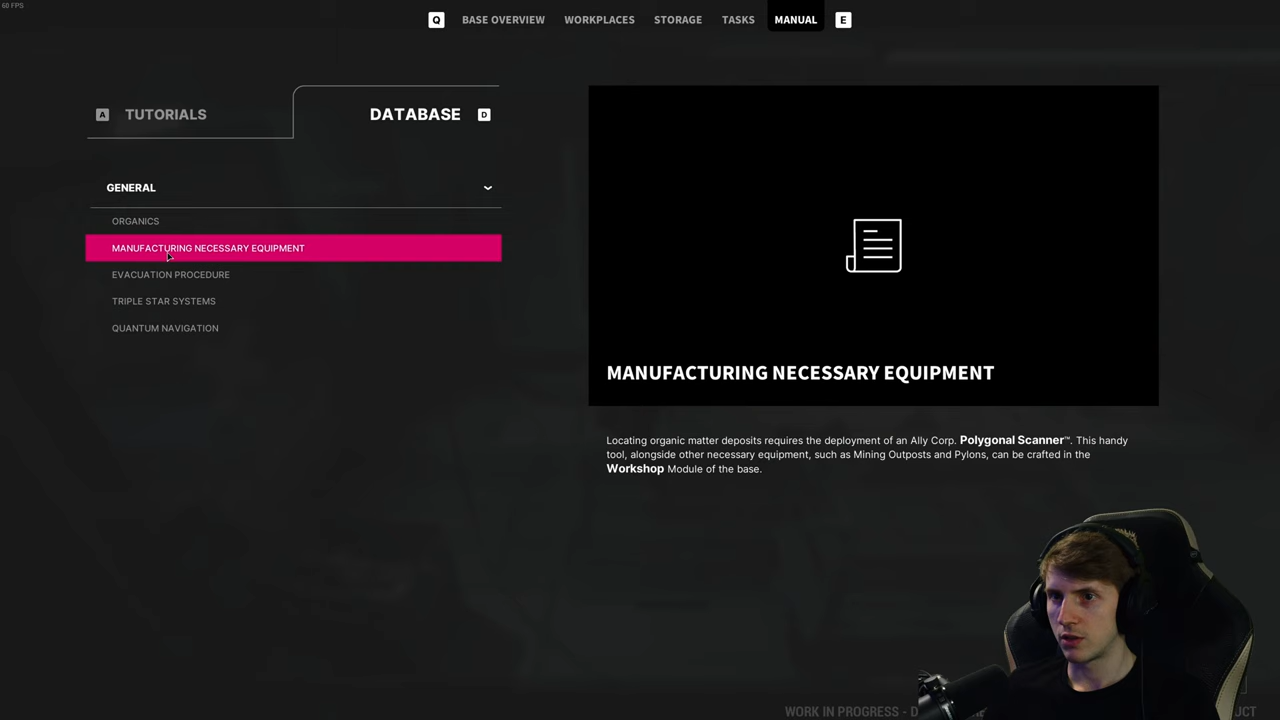 60 FPS
Q BASE OVERVIEW WORKPLACES STORAGE TASKS MANUAL E
A TUTORIALS
DATABASE D
GENERAL
ORGANICS
MANUFACTURING NECESSARY EQUIPMENT
EVACUATION PROCEDURE
TRIPLE STAR SYSTEMS
QUANTUM NAVIGATION
MANUFACTURING NECESSARY EQUIPMENT
Locating organic matter deposits requires the deployment of an Ally Corp. Polygonal Scanner™. This handy
tool, alongside other necessary equipment, such as Mining Outposts and Pylons, can be crafted in the
Workshop Module of the base.
WORK IN PROGRESS - D